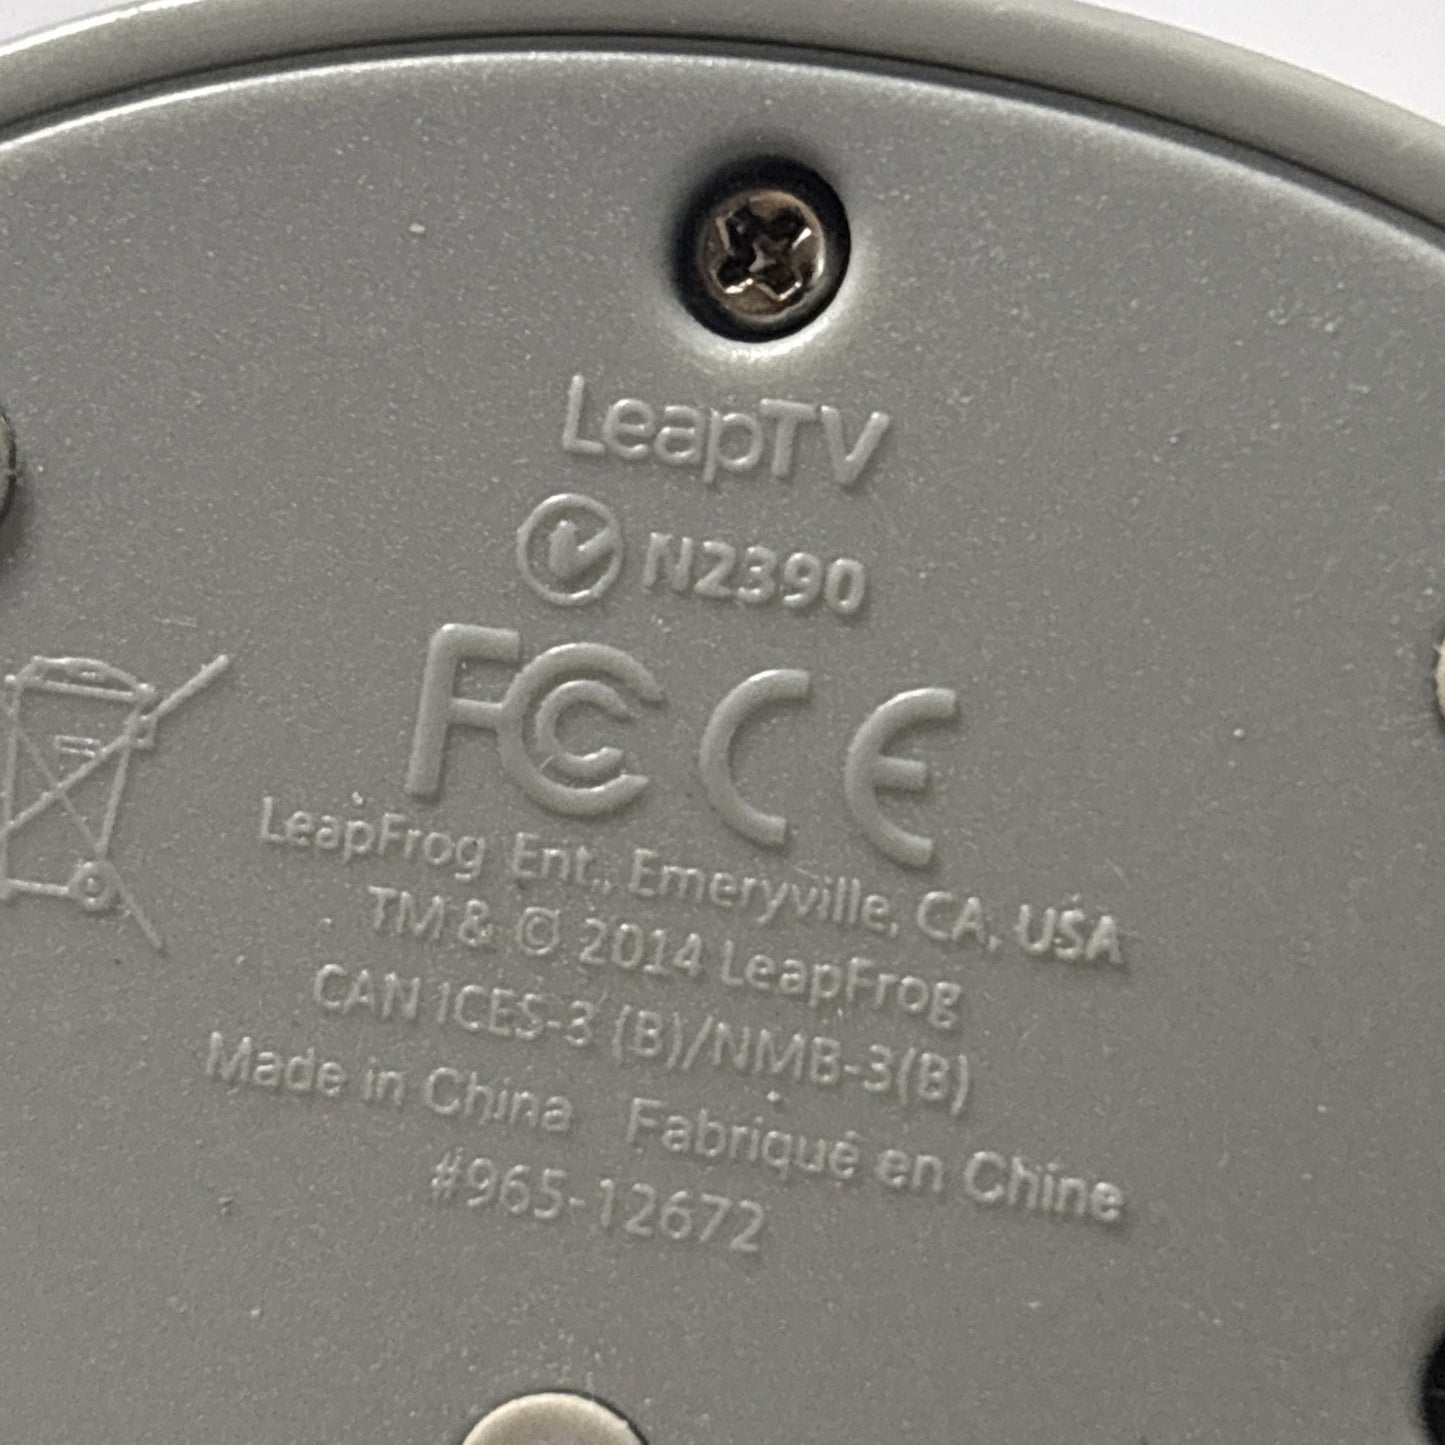 LeapTV
N2390
FC CE
LeapFrog Ent., Emeryville, CA, USA
TM & © 2014 LeapFrog
CAN ICES-3 (B)/NMB-3(B)
Made in China Fabriqué en Chine
#965-12672